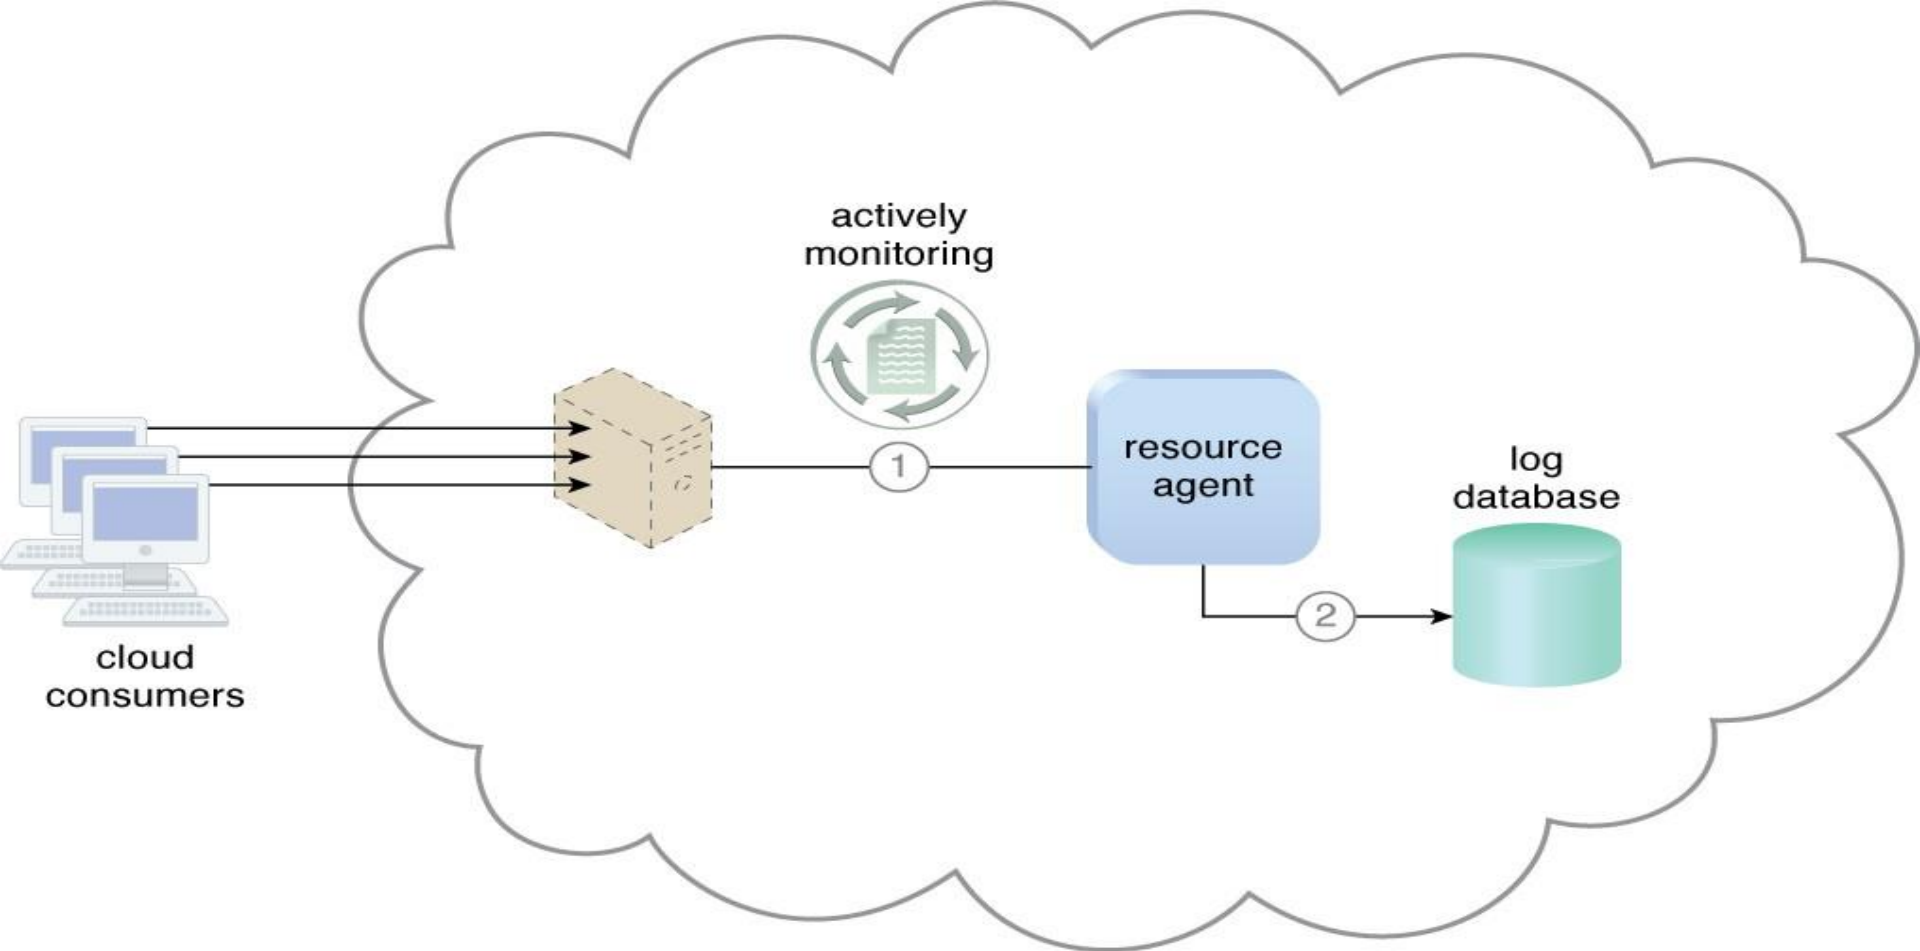 actively
monitoring
1
resource
agent
log
database
2
cloud
consumers